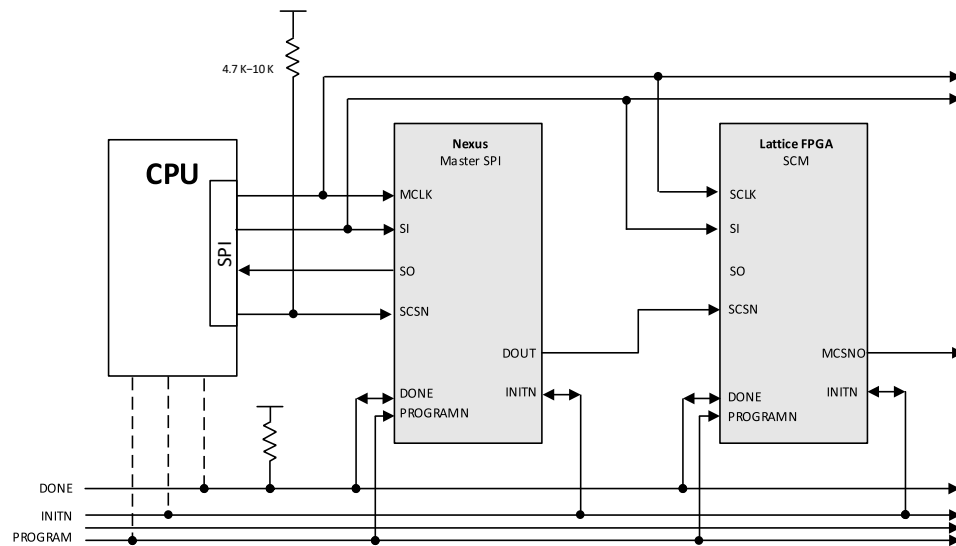 4.7 K–10 K
CPU
SPI
Nexus
Master SPI
MCLK
SI
SO
SCSN
DOUT
DONE
INITN
PROGRAMN
Lattice FPGA
SCM
SCLK
SI
SO
SCSN
MCSNO
DONE
INITN
PROGRAMN
DONE
INITN
PROGRAM